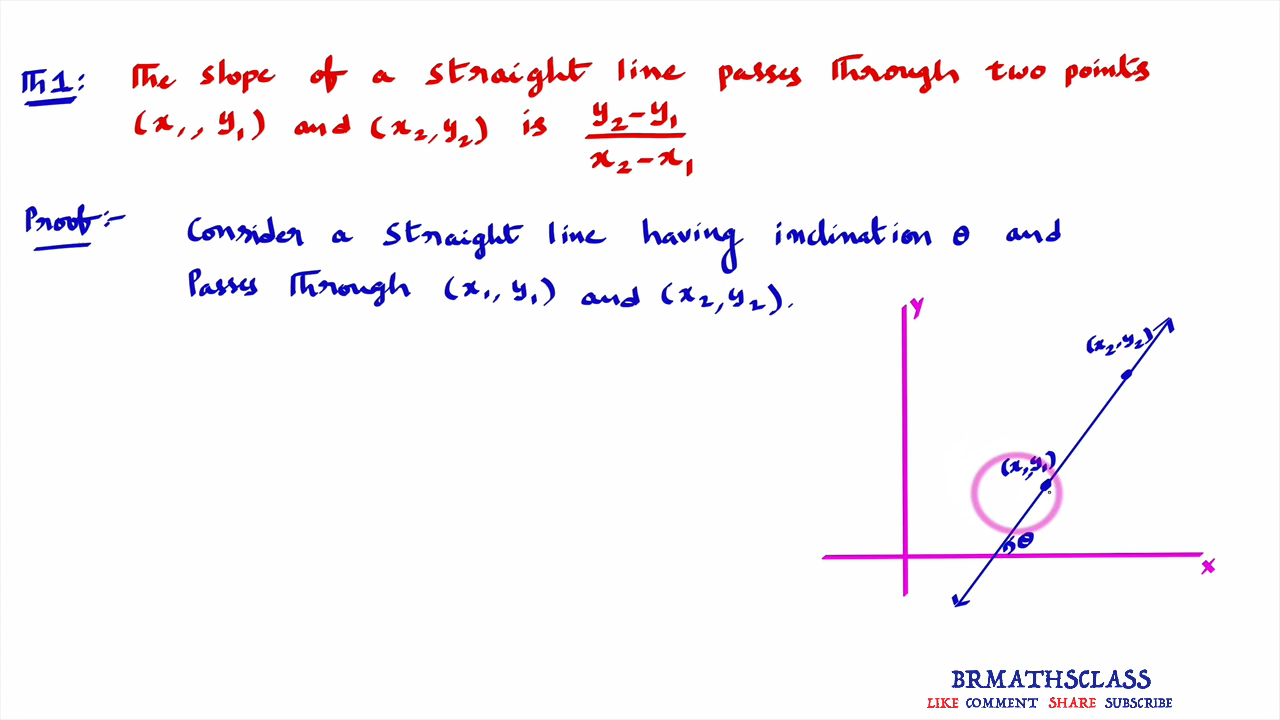 Th 1: The slope of a straight line passes through two points
(x₁, y₁) and (x₂, y₂) is y₂-y₁/x₂-x₁
Proof:- Consider a straight line having inclination θ and
Passes through (x₁, y₁) and (x₂, y₂).
y
(x₂, y₂)
(x₁, y₁)
θ
x
BRMATHSCLASS
LIKE COMMENT SHARE SUBSCRIBE